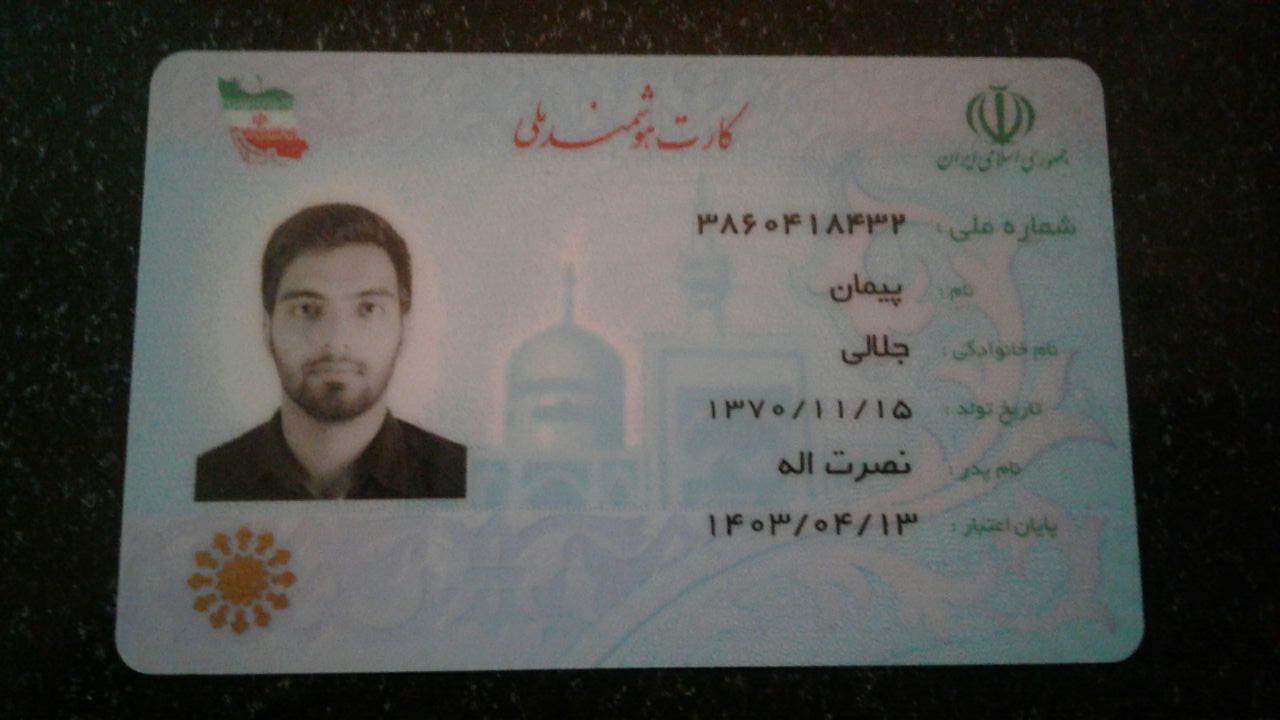 جمهوری اسلامی ایران
کارت هوشمند ملی
شماره ملی : ۳۸۶۰۴۱۸۴۳۲
نام : پیمان
نام خانوادگی : جلالی
تاریخ تولد : ۱۳۷۰/۱۱/۱۵
نام پدر : نصرت اله
پایان اعتبار : ۱۴۰۳/۰۴/۱۳